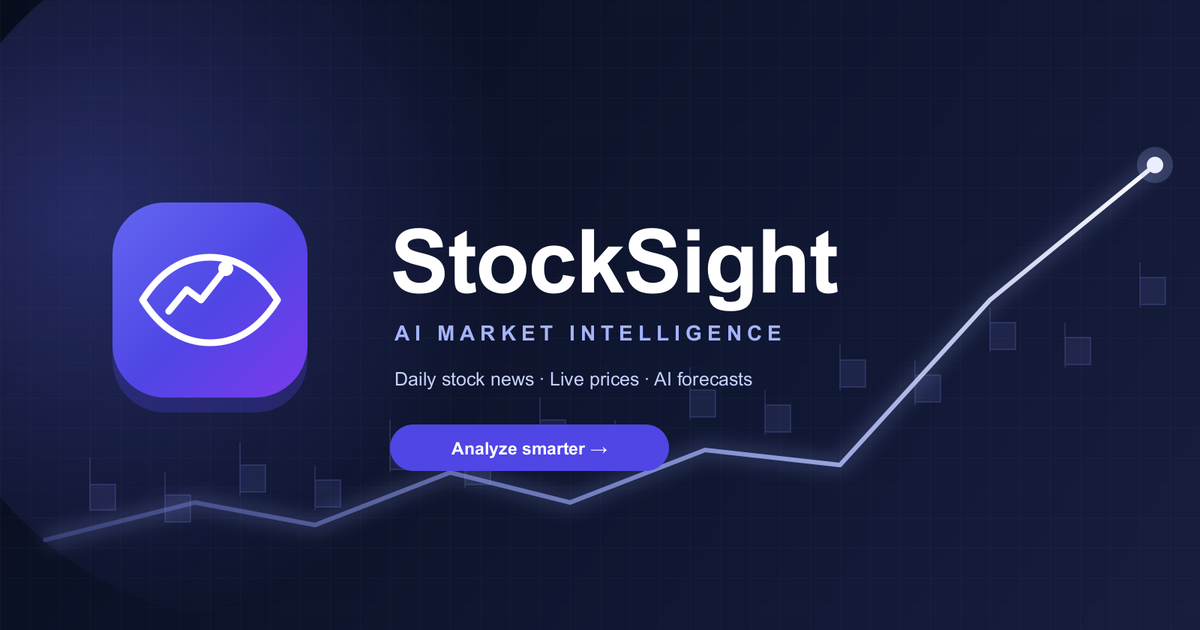 StockSight
AI MARKET INTELLIGENCE
Daily stock news · Live prices · AI forecasts
Analyze smarter →